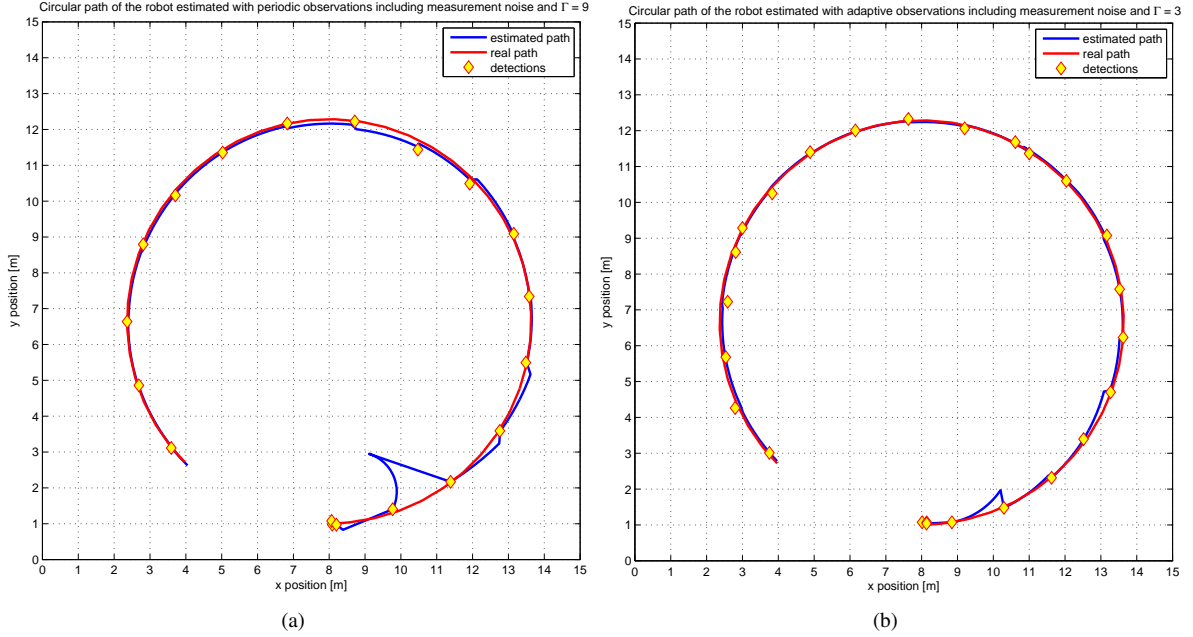 Circular path of the robot estimated with periodic observations including measurement noise and Γ = 9
estimated path
real path
detections
15
14
13
12
11
10
9
8
7
6
5
4
3
2
1
0
y position [m]
0 1 2 3 4 5 6 7 8 9 10 11 12 13 14 15
x position [m]
(a)
Circular path of the robot estimated with adaptive observations including measurement noise and Γ = 3
estimated path
real path
detections
15
14
13
12
11
10
9
8
7
6
5
4
3
2
1
0
y position [m]
0 1 2 3 4 5 6 7 8 9 10 11 12 13 14 15
x position [m]
(b)